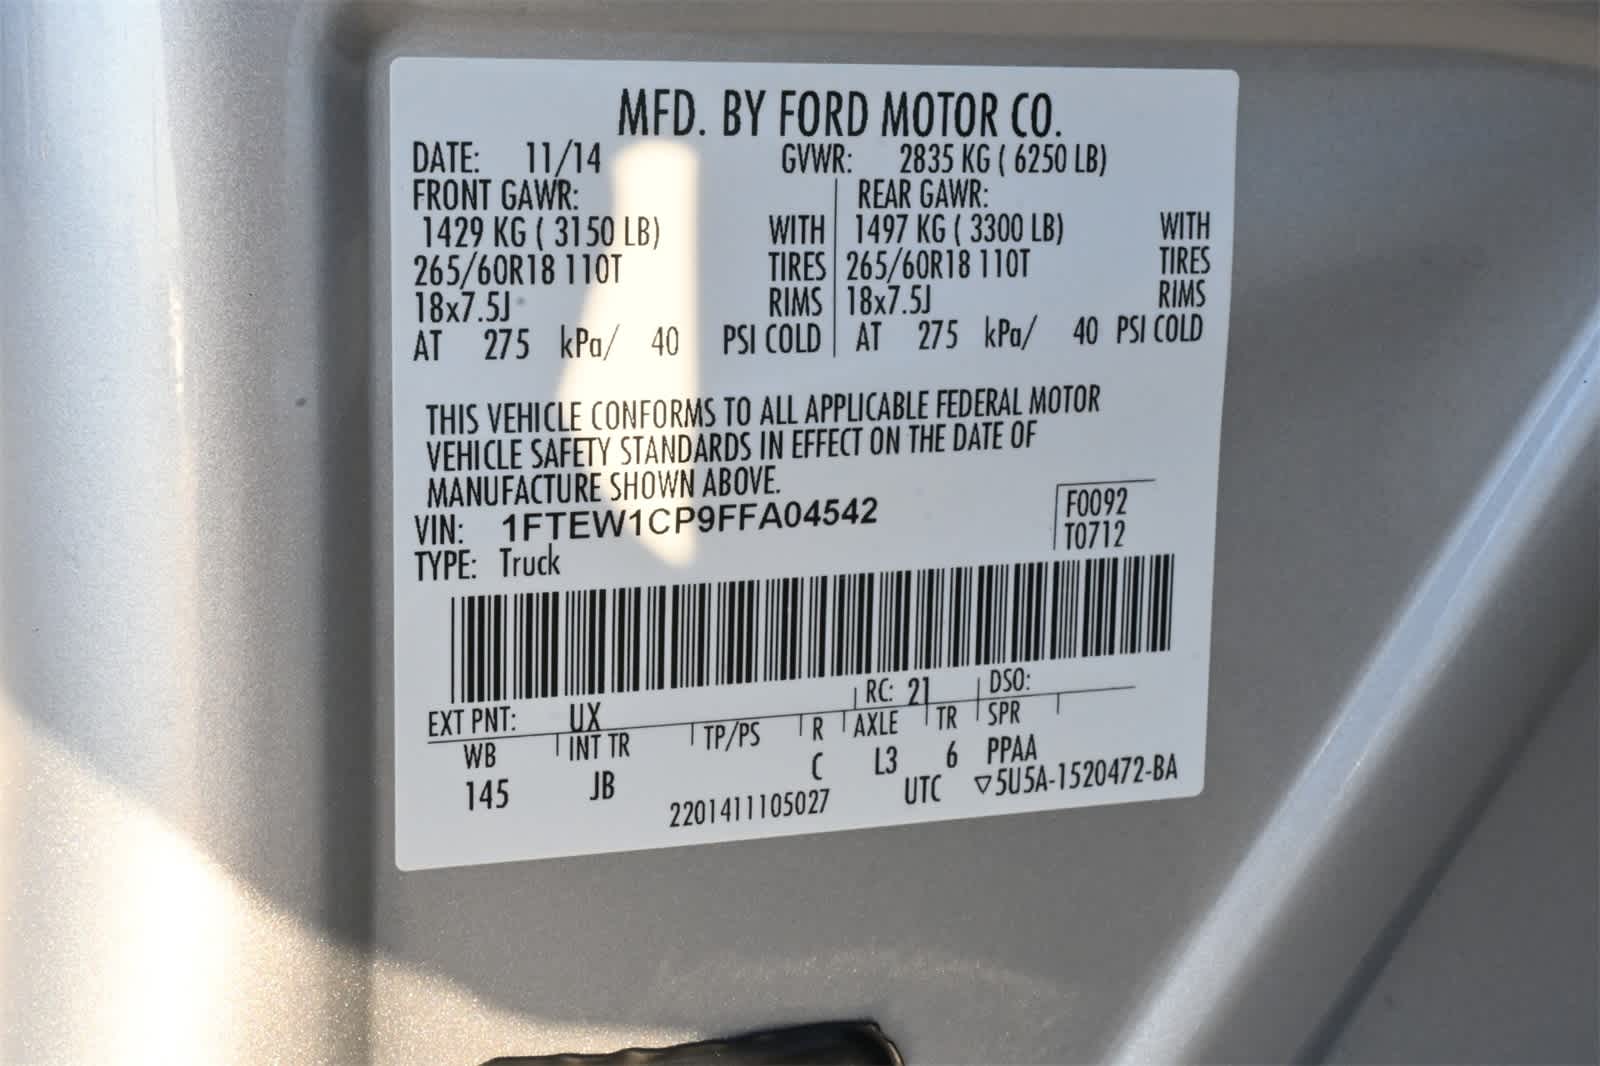 MFD. BY FORD MOTOR CO.
DATE: 11/14 GVWR: 2835 KG ( 6250 LB)
FRONT GAWR: REAR GAWR:
1429 KG ( 3150 LB) WITH 1497 KG ( 3300 LB) WITH
265/60R18 110T TIRES 265/60R18 110T TIRES
18x7.5J RIMS 18x7.5J RIMS
AT 275 kPa/ 40 PSI COLD AT 275 kPa/ 40 PSI COLD
THIS VEHICLE CONFORMS TO ALL APPLICABLE FEDERAL MOTOR
VEHICLE SAFETY STANDARDS IN EFFECT ON THE DATE OF
MANUFACTURE SHOWN ABOVE.
VIN: 1FTEW1CP9FFA04542 F0092
TYPE: Truck T0712
EXT PNT: UX RC: 21 DSO:
WB INT TR TP/PS R AXLE TR SPR
145 JB C L3 6 PPAA
2201411105027 UTC ▽5U5A-1520472-BA